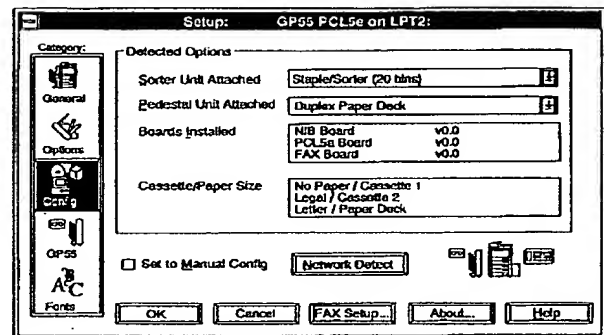 Setup: GP55 PCL5e on LPT2:
Category:
General
Options
Config
GP55
Fonts
Detected Options
Sorter Unit Attached Staple/Sorter (20 bins)
Pedestal Unit Attached Duplex Paper Deck
Boards Installed
NIB Board v0.0
PCL5e Board v0.0
FAX Board v0.0
Cassette/Paper Size
No Paper / Cassette 1
Legal / Cassette 2
Letter / Paper Deck
Set to Manual Config Network Detect
OK Cancel FAX Setup... About... Help